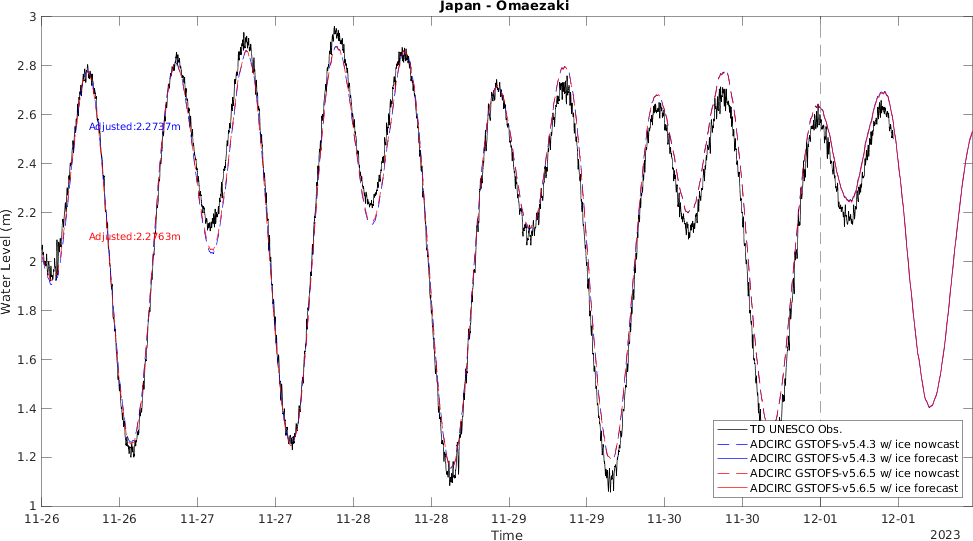 Japan - Omaezaki
3
2.8
2.6
2.4
2.2
2
1.8
1.6
1.4
1.2
1
Water Level (m)
Adjusted:2.2737m
Adjusted:2.2763m
TD UNESCO Obs.
ADCIRC GSTOFS-v5.4.3 w/ ice nowcast
ADCIRC GSTOFS-v5.4.3 w/ ice forecast
ADCIRC GSTOFS-v5.6.5 w/ ice nowcast
ADCIRC GSTOFS-v5.6.5 w/ ice forecast
11-26 11-26 11-27 11-27 11-28 11-28 11-29 11-29 11-30 11-30 12-01 12-01
Time
2023